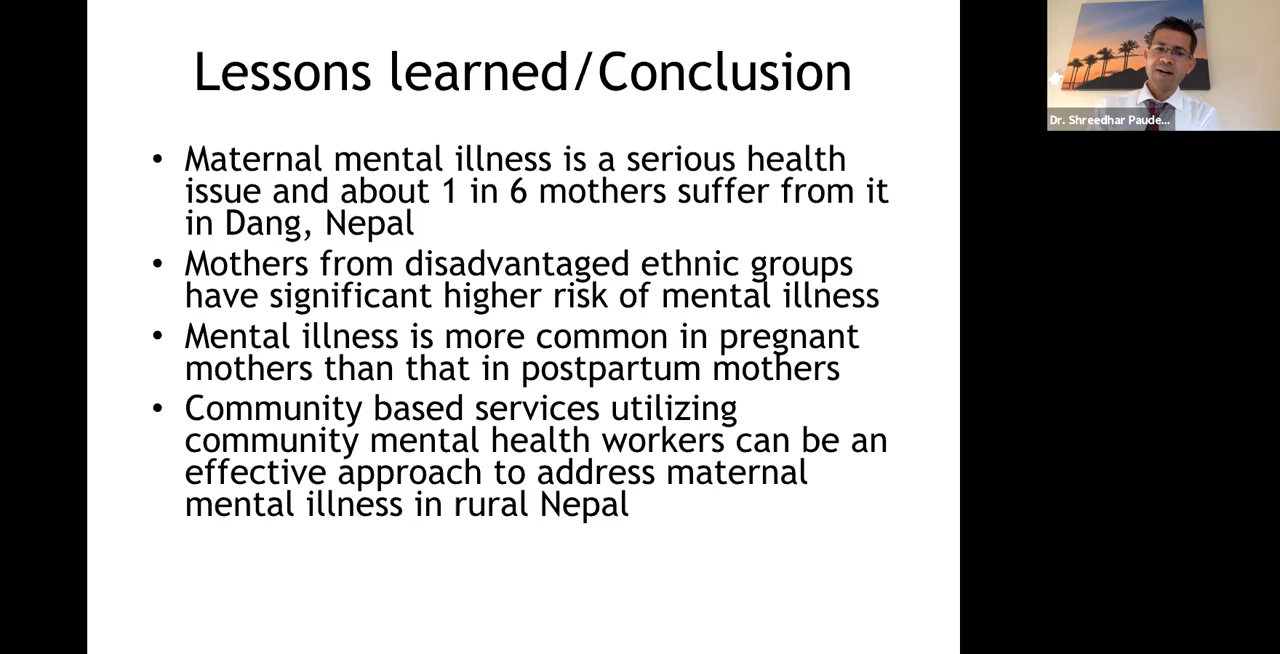 Lessons learned/Conclusion
• Maternal mental illness is a serious health
issue and about 1 in 6 mothers suffer from it
in Dang, Nepal
• Mothers from disadvantaged ethnic groups
have significant higher risk of mental illness
• Mental illness is more common in pregnant
mothers than that in postpartum mothers
• Community based services utilizing
community mental health workers can be an
effective approach to address maternal
mental illness in rural Nepal
Dr. Shreedhar Paude...